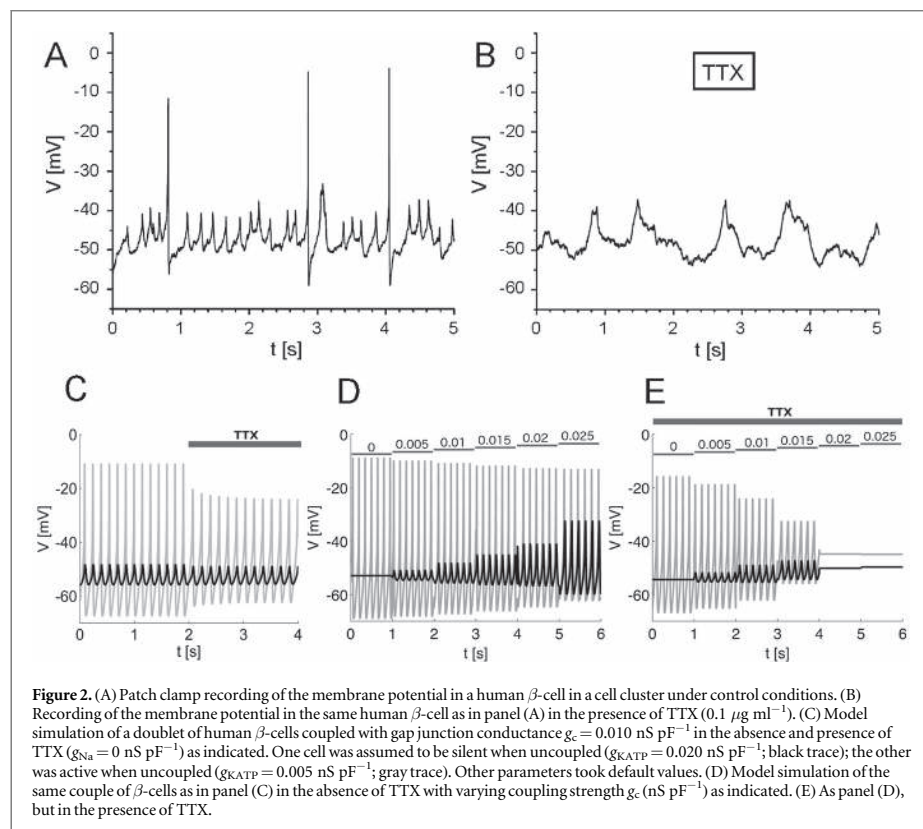 A
0
-10
-20
-30
-40
-50
-60
V [mV]
0 1 2 3 4 5
t [s]
B
TTX
0
-10
-20
-30
-40
-50
-60
V [mV]
0 1 2 3 4 5
t [s]
C
TTX
0
-20
-40
-60
V [mV]
0 1 2 3 4
t [s]
D
0 0.005 0.01 0.015 0.02 0.025
0
-20
-40
-60
V [mV]
0 1 2 3 4 5 6
t [s]
E
TTX
0 0.005 0.01 0.015 0.02 0.025
0
-20
-40
-60
V [mV]
0 1 2 3 4 5 6
t [s]
Figure 2. (A) Patch clamp recording of the membrane potential in a human β-cell in a cell cluster under control conditions. (B)
Recording of the membrane potential in the same human β-cell as in panel (A) in the presence of TTX (0.1 μg ml⁻¹). (C) Model
simulation of a doublet of human β-cells coupled with gap junction conductance g_c = 0.010 nS pF⁻¹ in the absence and presence of
TTX (g_Na = 0 nS pF⁻¹) as indicated. One cell was assumed to be silent when uncoupled (g_KATP = 0.020 nS pF⁻¹; black trace); the other
was active when uncoupled (g_KATP = 0.005 nS pF⁻¹; gray trace). Other parameters took default values. (D) Model simulation of the
same couple of β-cells as in panel (C) in the absence of TTX with varying coupling strength g_c (nS pF⁻¹) as indicated. (E) As panel (D),
but in the presence of TTX.